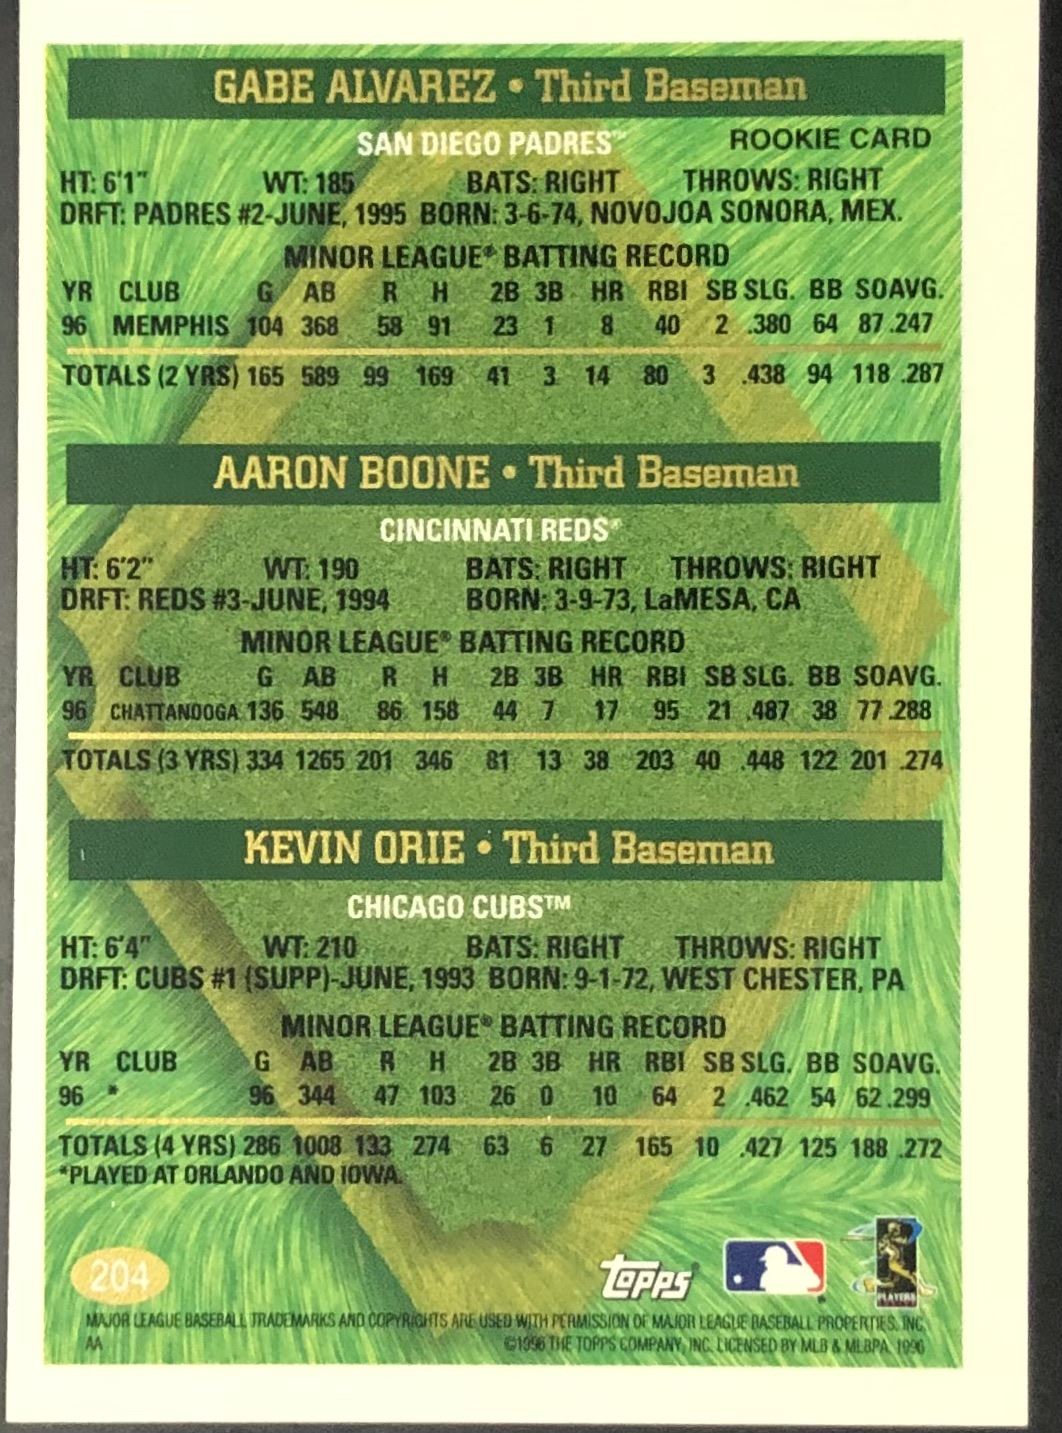 GABE ALVAREZ • Third Baseman
SAN DIEGO PADRES™ ROOKIE CARD
HT: 6'1" WT: 185 BATS: RIGHT THROWS: RIGHT
DRFT: PADRES #2-JUNE, 1995 BORN: 3-6-74, NOVOJOA SONORA, MEX.
MINOR LEAGUE® BATTING RECORD
YR CLUB G AB R H 2B 3B HR RBI SB SLG. BB SO AVG.
96 MEMPHIS 104 368 58 91 23 1 8 40 2 .380 64 87 .247
TOTALS (2 YRS) 165 589 99 169 41 3 14 80 3 .438 94 118 .287
AARON BOONE • Third Baseman
CINCINNATI REDS®
HT: 6'2" WT: 190 BATS: RIGHT THROWS: RIGHT
DRFT: REDS #3-JUNE, 1994 BORN: 3-9-73, LaMESA, CA
MINOR LEAGUE® BATTING RECORD
YR CLUB G AB R H 2B 3B HR RBI SB SLG. BB SO AVG.
96 CHATTANOOGA 136 548 86 158 44 7 17 95 21 .487 38 77 .288
TOTALS (3 YRS) 334 1265 201 346 81 13 38 203 40 .448 122 201 .274
KEVIN ORIE • Third Baseman
CHICAGO CUBS™
HT: 6'4" WT: 210 BATS: RIGHT THROWS: RIGHT
DRFT: CUBS #1 (SUPP)-JUNE, 1993 BORN: 9-1-72, WEST CHESTER, PA
MINOR LEAGUE® BATTING RECORD
YR CLUB G AB R H 2B 3B HR RBI SB SLG. BB SO AVG.
96 * 96 344 47 103 26 0 10 64 2 .462 54 62 .299
TOTALS (4 YRS) 286 1008 133 274 63 6 27 165 10 .427 125 188 .272
*PLAYED AT ORLANDO AND IOWA.
204 Topps® PLAYERS
MAJOR LEAGUE BASEBALL TRADEMARKS AND COPYRIGHTS ARE USED WITH PERMISSION OF MAJOR LEAGUE BASEBALL PROPERTIES, INC.
AA ©1996 THE TOPPS COMPANY, INC. LICENSED BY MLB & MLBPA 1996